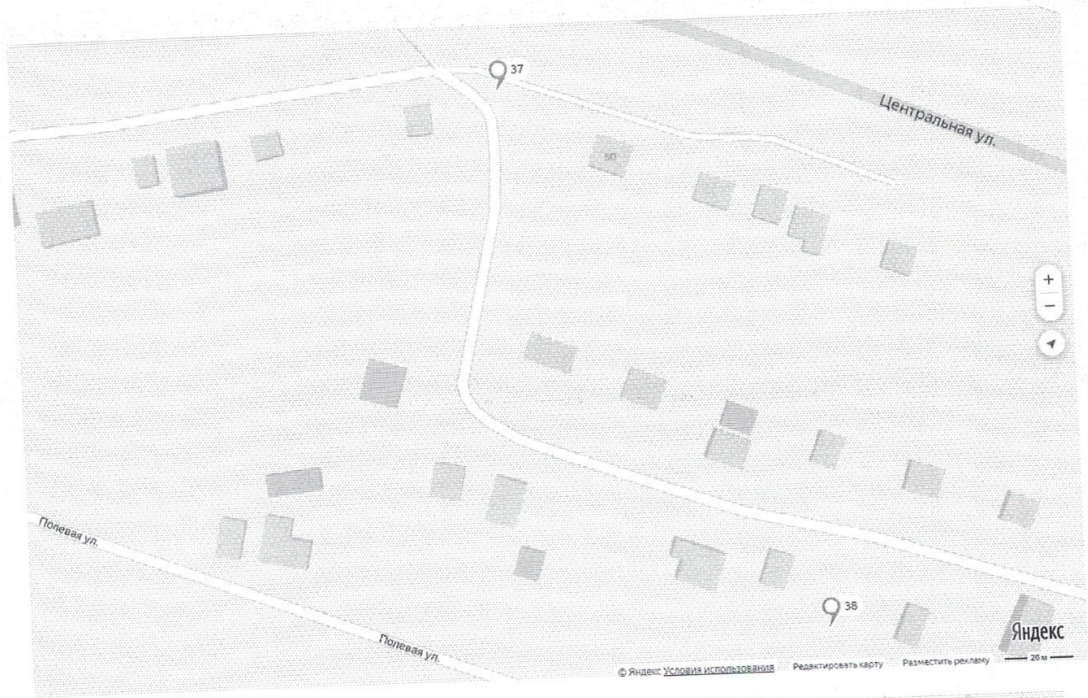 37
Центральная ул.
50
+
−
Полевая ул.
Полевая ул.
38
Яндекс
© Яндекс Условия использования Редактировать карту Разместить рекламу 20 м